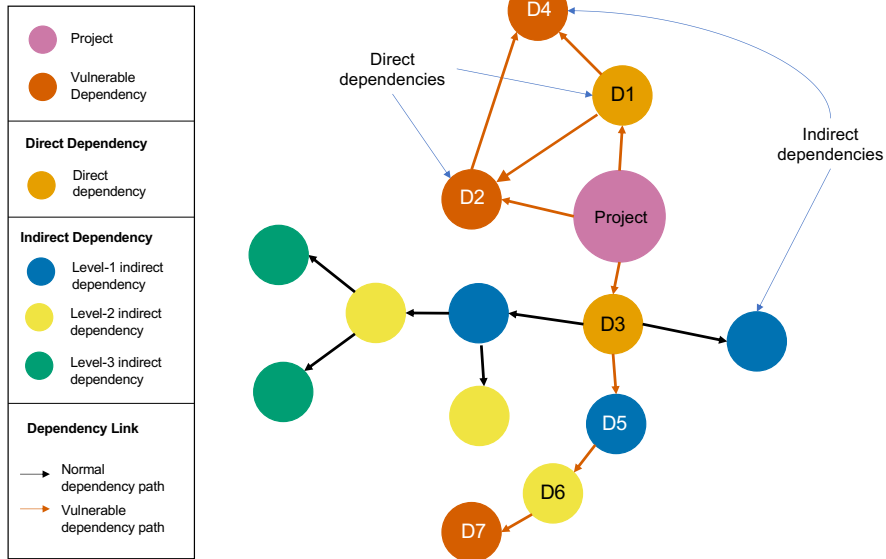 Project
Vulnerable
Dependency
Direct Dependency
Direct
dependency
Indirect Dependency
Level-1 indirect
dependency
Level-2 indirect
dependency
Level-3 indirect
dependency
Dependency Link
Normal
dependency path
Vulnerable
dependency path
D4
Direct
dependencies
D1
Indirect
dependencies
D2
Project
D3
D5
D6
D7